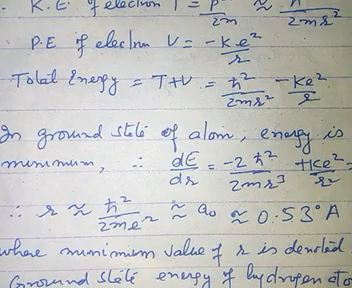 K.E. of electron T = p²/2m ≈ ħ²/2mr²
P.E of electron V = -ke²/r
Total Energy = T+V = ħ²/2mr² - ke²/r
In ground state of atom, energy is
minimum, ∴ dE/dr = -2ħ²/2mr³ + ke²/r² =
∴ r ≈ ħ²/2me² ≈ a₀ ≈ 0.53°A
where minimum value of r is denoted
Ground state energy of hydrogen ato